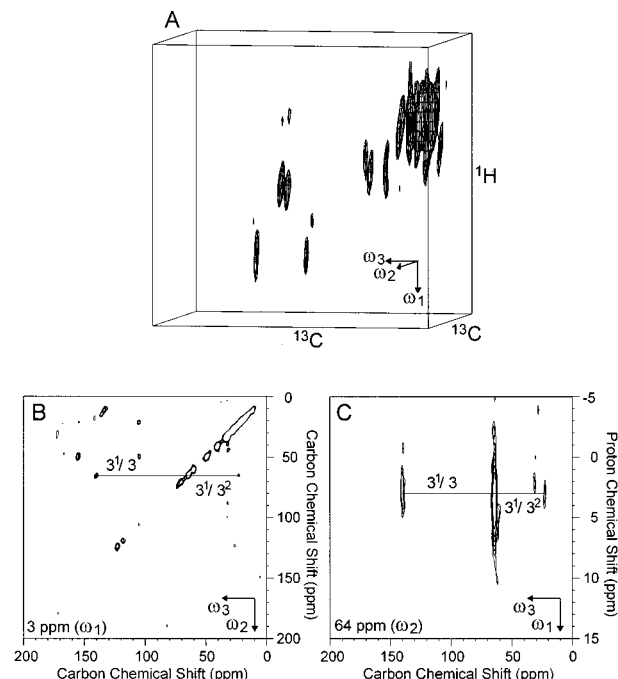 A
¹H
ω₃
ω₂
ω₁
¹³C
¹³C
B
0
50
100
150
200
Carbon Chemical Shift (ppm)
3¹/ 3
3¹/ 3²
ω₃
ω₂
3 ppm (ω₁)
200
150
100
50
0
Carbon Chemical Shift (ppm)
C
-5
0
5
10
15
Proton Chemical Shift (ppm)
3¹/ 3
3¹/ 3²
ω₃
ω₁
64 ppm (ω₂)
200
150
100
50
0
Carbon Chemical Shift (ppm)